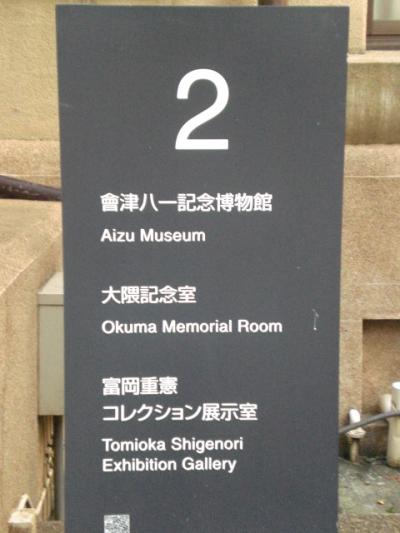 2
會津八一記念博物館
Aizu Museum
大隈記念室
Okuma Memorial Room
富岡重憲
コレクション展示室
Tomioka Shigenori
Exhibition Gallery